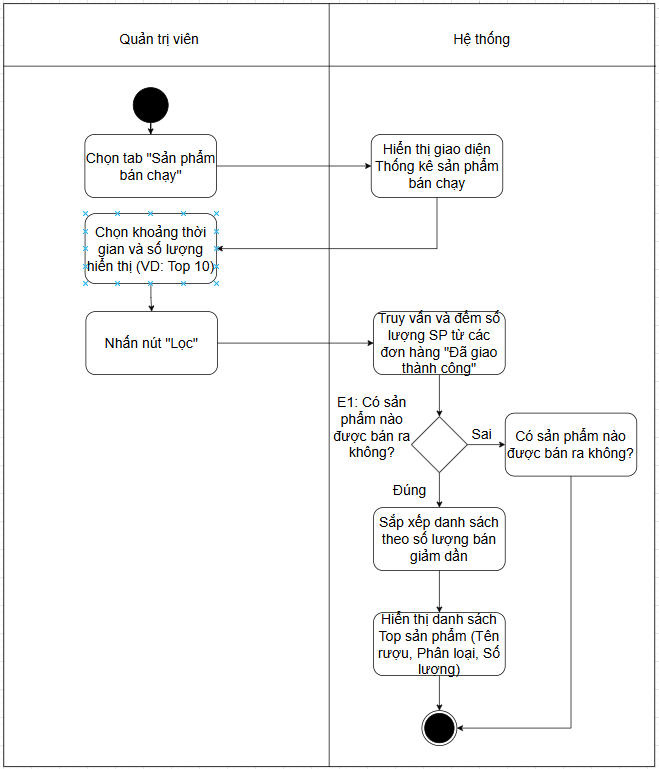 Quản trị viên
Hệ thống
Chọn tab "Sản phẩm
bán chạy"
Hiển thị giao diện
Thống kê sản phẩm
bán chạy
Chọn khoảng thời
gian và số lượng
hiển thị (VD: Top 10)
Nhấn nút "Lọc"
Truy vấn và đếm số
lượng SP từ các
đơn hàng "Đã giao
thành công"
E1: Có sản
phẩm nào
được bán ra
không?
Sai
Có sản phẩm nào
được bán ra không?
Đúng
Sắp xếp danh sách
theo số lượng bán
giảm dần
Hiển thị danh sách
Top sản phẩm (Tên
rượu, Phân loại, Số
lượng)